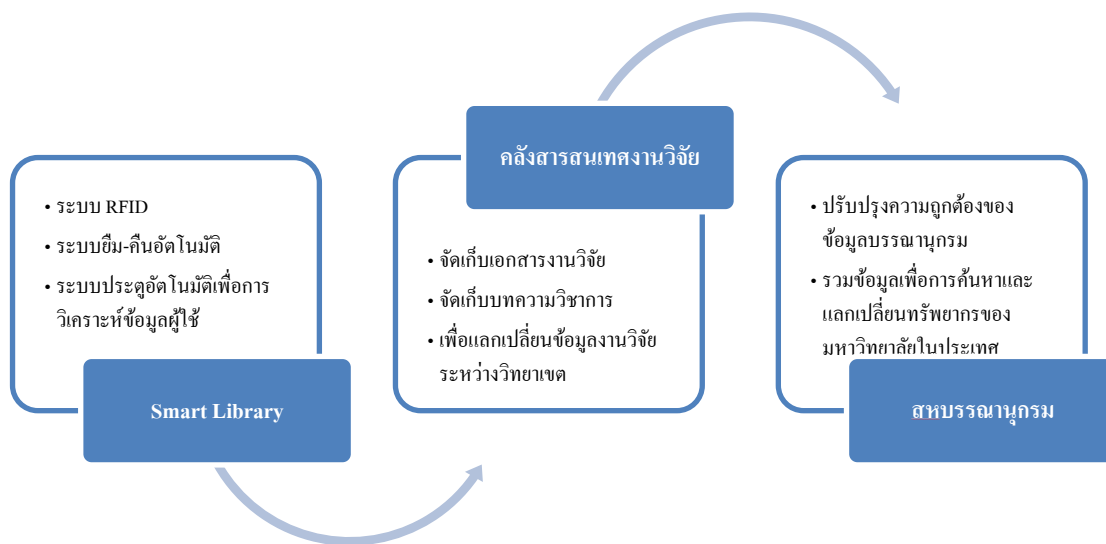 • ระบบ RFID
• ระบบยืม-คืนอัตโนมัติ
• ระบบประตูอัตโนมัติเพื่อการ
วิเคราะห์ข้อมูลผู้ใช้
Smart Library
คลังสารสนเทศงานวิจัย
• จัดเก็บเอกสารงานวิจัย
• จัดเก็บบทความวิชาการ
• เพื่อแลกเปลี่ยนข้อมูลงานวิจัย
ระหว่างวิทยาเขต
• ปรับปรุงความถูกต้องของ
ข้อมูลบรรณานุกรม
• รวมข้อมูลเพื่อการค้นหาและ
แลกเปลี่ยนทรัพยากรของ
มหาวิทยาลัยในประเทศ
สหบรรณานุกรม